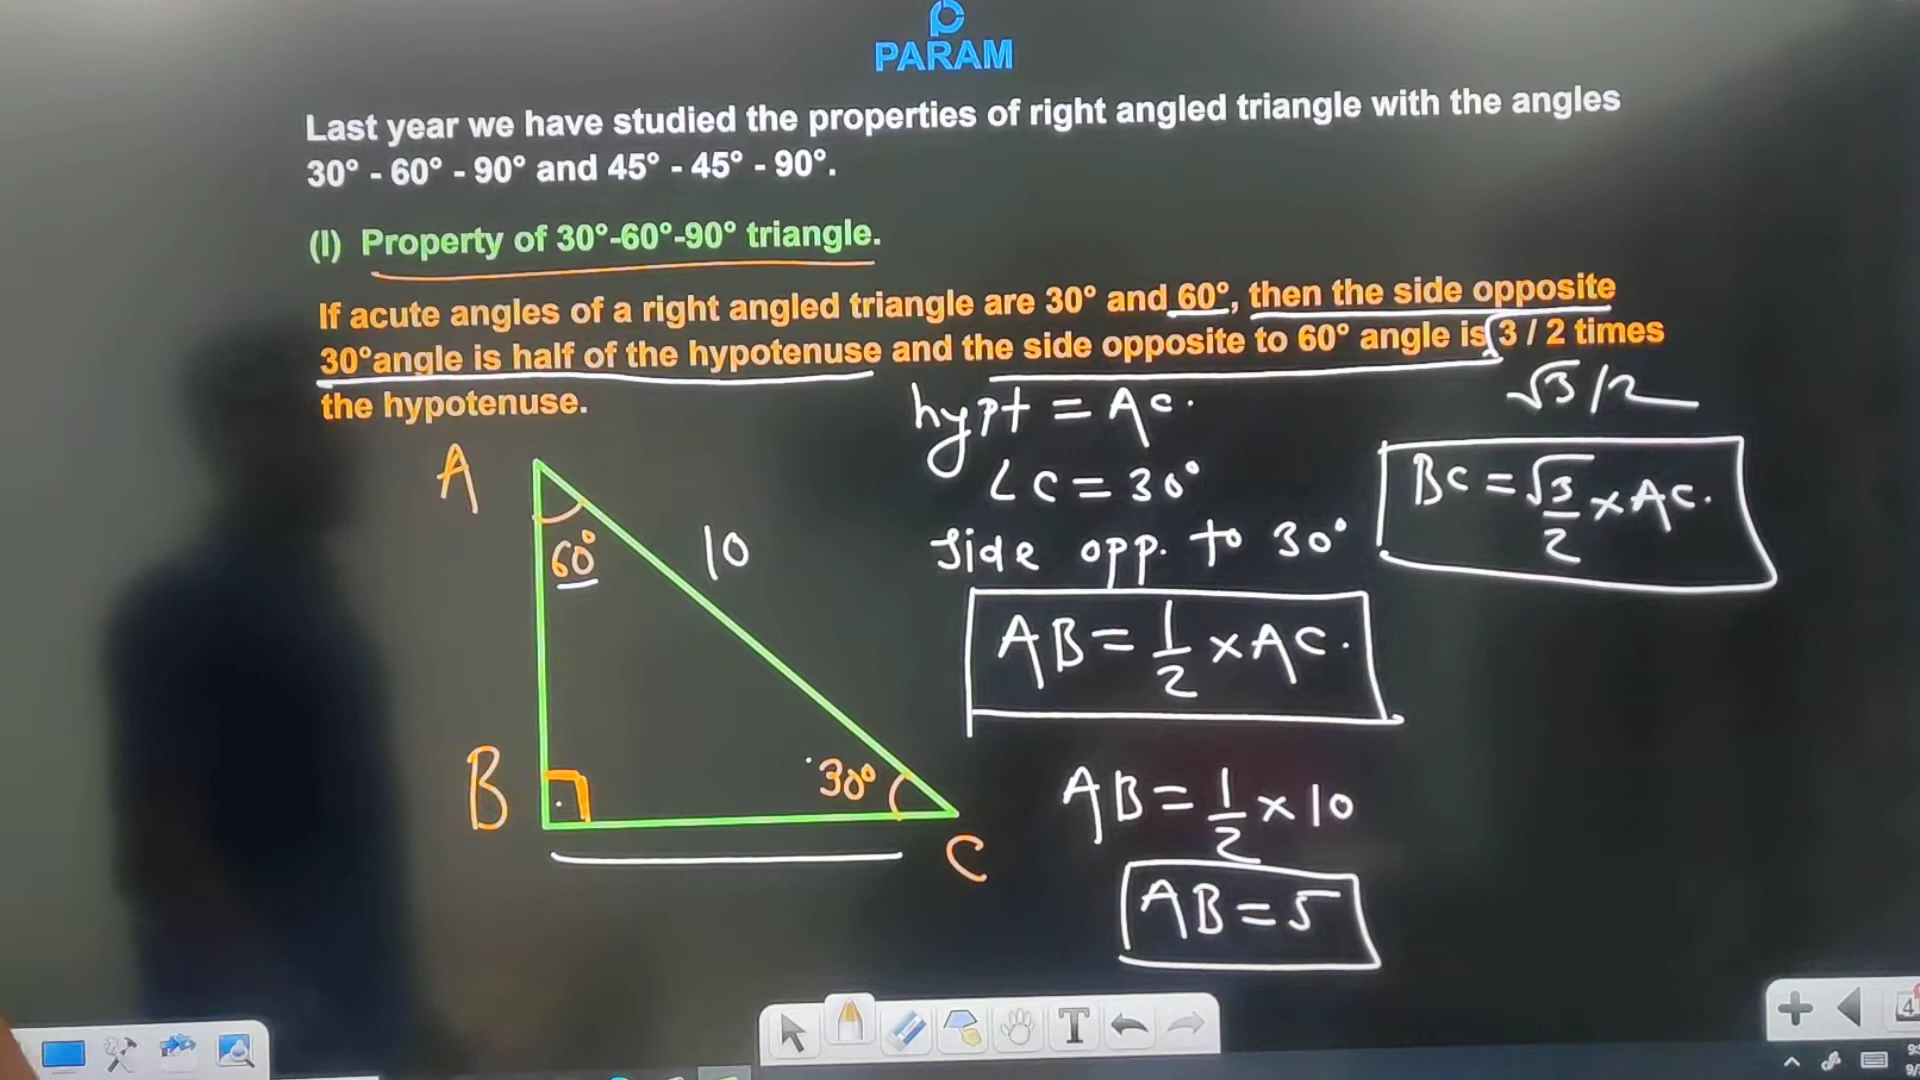 PARAM
Last year we have studied the properties of right angled triangle with the angles
30° - 60° - 90° and 45° - 45° - 90°.
(I) Property of 30°-60°-90° triangle.
If acute angles of a right angled triangle are 30° and 60°, then the side opposite
30°angle is half of the hypotenuse and the side opposite to 60° angle is √3 / 2 times
the hypotenuse.
√3/2
hypt = AC.
∠C = 30°
BC = √3/2 × AC.
Side opp. to 30°
AB = 1/2 × AC.
A
60°
10
B
30°
C
AB = 1/2 × 10
AB = 5
T
4